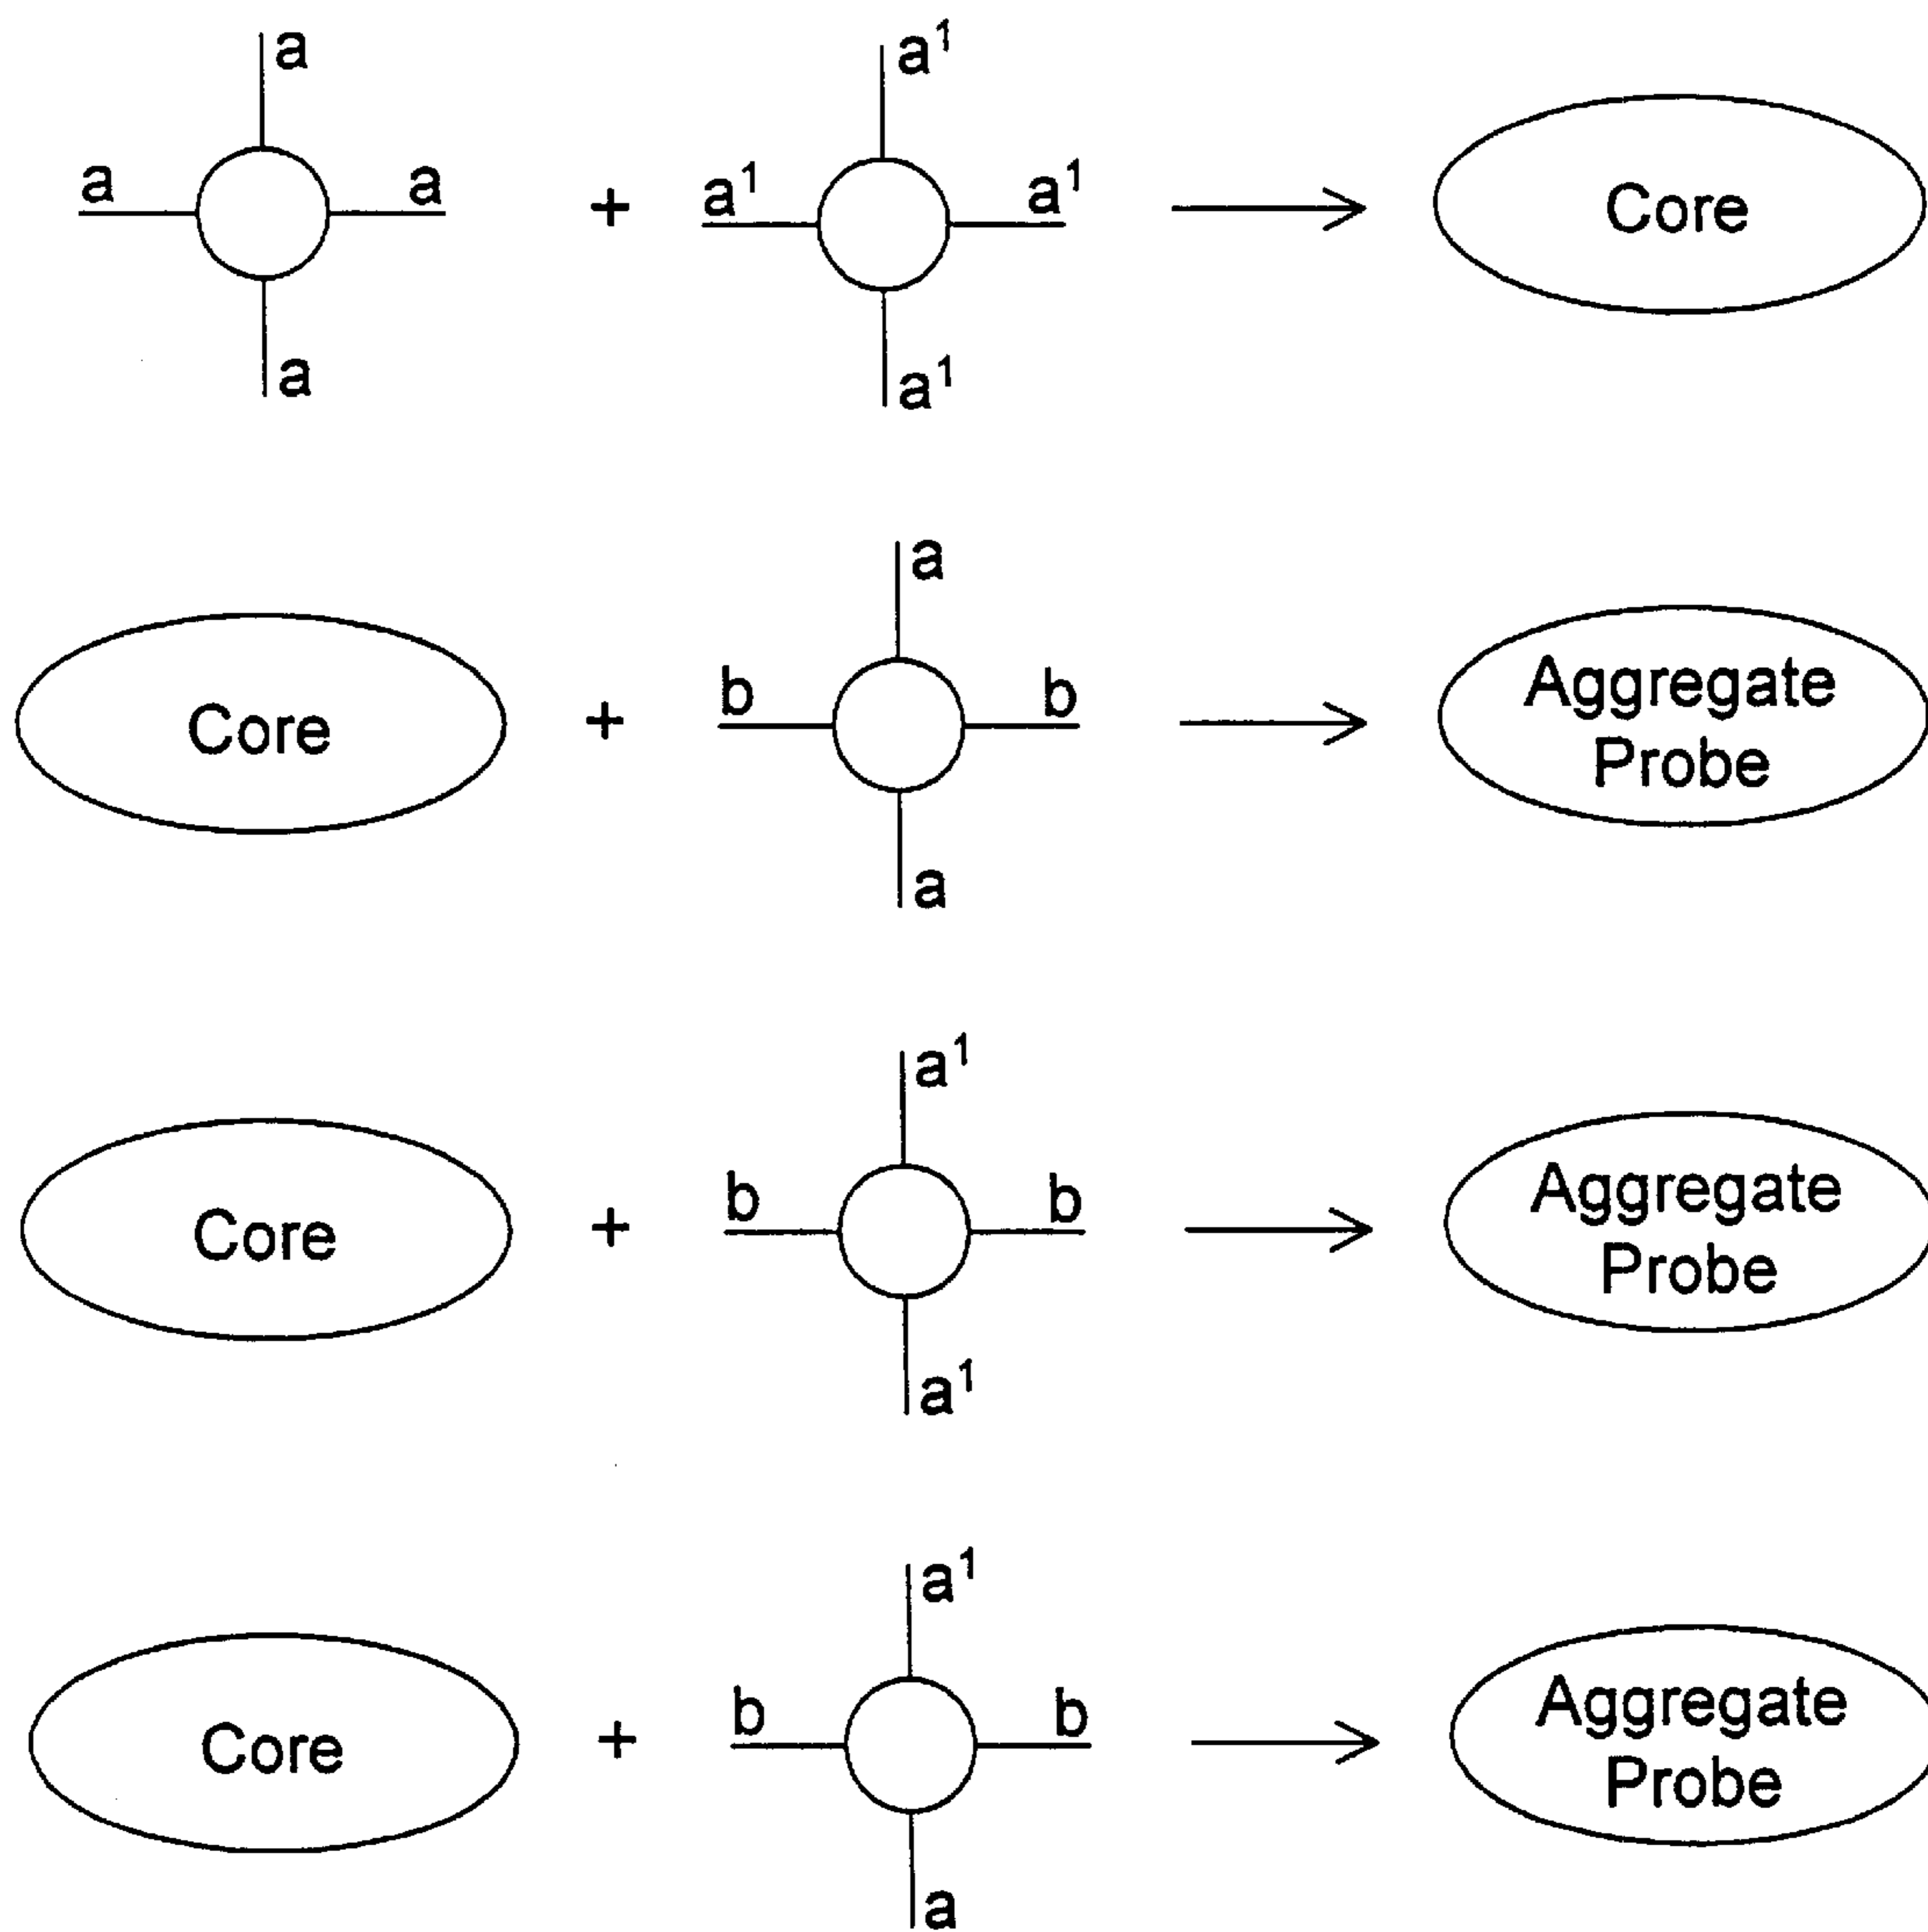 a
a¹
a a + a¹ a¹ Core
a
a¹
a
Core + b b Aggregate
Probe
a
a¹
Core + b b Aggregate
Probe
a¹
a¹
Core + b b Aggregate
Probe
a